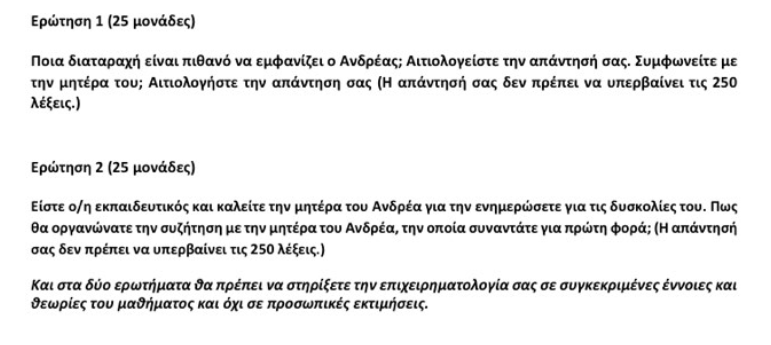 Ερώτηση 1 (25 μονάδες)
Ποια διαταραχή είναι πιθανό να εμφανίζει ο Ανδρέας; Αιτιολογείστε την απάντησή σας. Συμφωνείτε με
την μητέρα του; Αιτιολογήστε την απάντηση σας (Η απάντησή σας δεν πρέπει να υπερβαίνει τις 250
λέξεις.)
Ερώτηση 2 (25 μονάδες)
Είστε ο/η εκπαιδευτικός και καλείτε την μητέρα του Ανδρέα για την ενημερώσετε για τις δυσκολίες του. Πως
θα οργανώνατε την συζήτηση με την μητέρα του Ανδρέα, την οποία συναντάτε για πρώτη φορά; (Η απάντησή
σας δεν πρέπει να υπερβαίνει τις 250 λέξεις.)
Και στα δύο ερωτήματα θα πρέπει να στηρίξετε την επιχειρηματολογία σας σε συγκεκριμένες έννοιες και
θεωρίες του μαθήματος και όχι σε προσωπικές εκτιμήσεις.